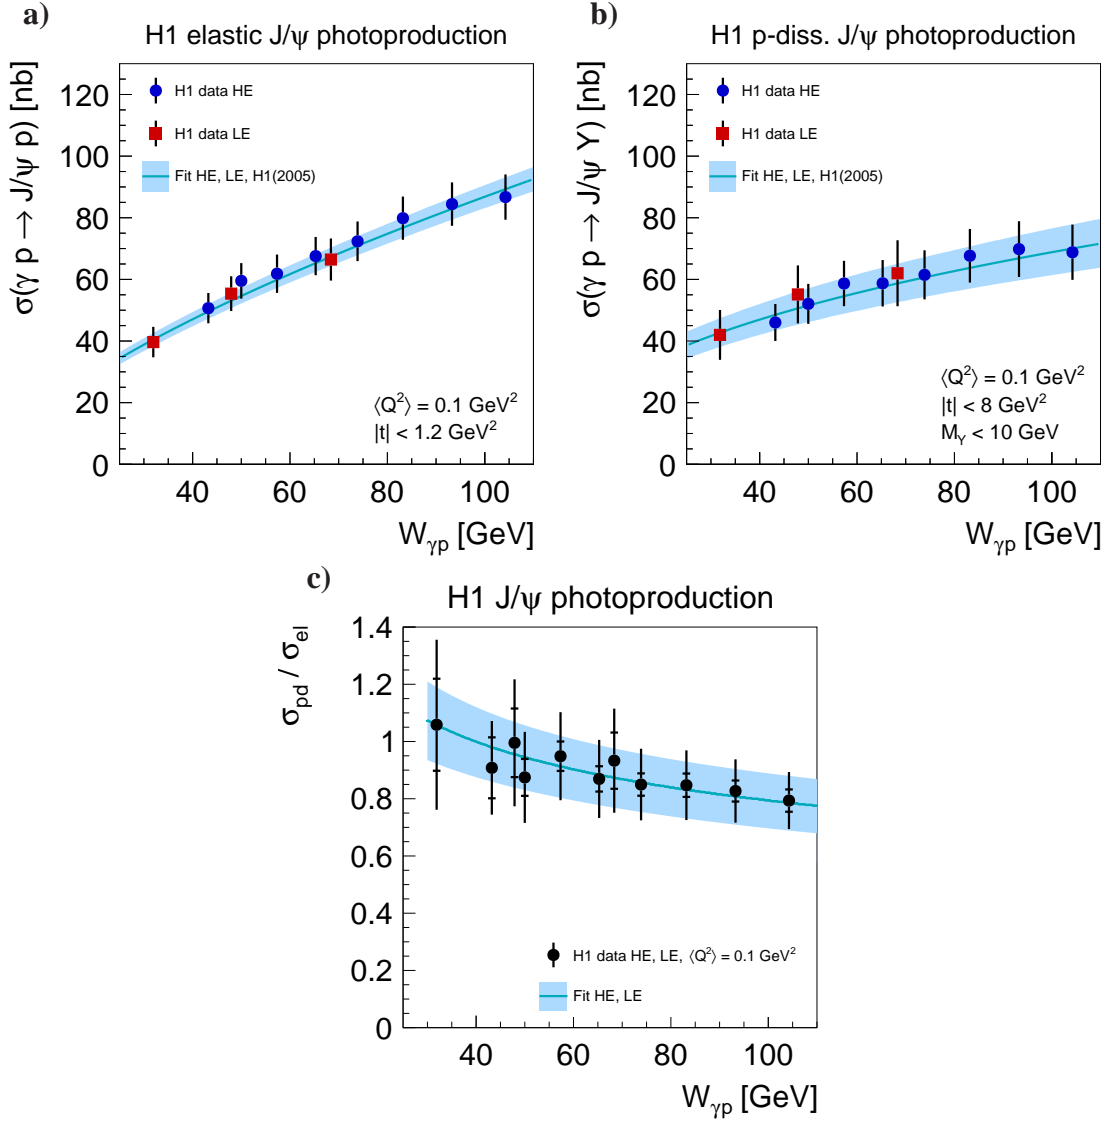 a)
H1 elastic J/ψ photoproduction
σ(γ p → J/ψ p) [nb]
120
100
80
60
40
20
0
H1 data HE
H1 data LE
Fit HE, LE, H1(2005)
⟨Q²⟩ = 0.1 GeV²
|t| < 1.2 GeV²
40 60 80 100
W_γp [GeV]
b)
H1 p-diss. J/ψ photoproduction
σ(γ p → J/ψ Y) [nb]
120
100
80
60
40
20
0
H1 data HE
H1 data LE
Fit HE, LE, H1(2005)
⟨Q²⟩ = 0.1 GeV²
|t| < 8 GeV²
M_Y < 10 GeV
40 60 80 100
W_γp [GeV]
c)
H1 J/ψ photoproduction
σ_pd / σ_el
1.4
1.2
1
0.8
0.6
0.4
0.2
0
H1 data HE, LE, ⟨Q²⟩ = 0.1 GeV²
Fit HE, LE
40 60 80 100
W_γp [GeV]